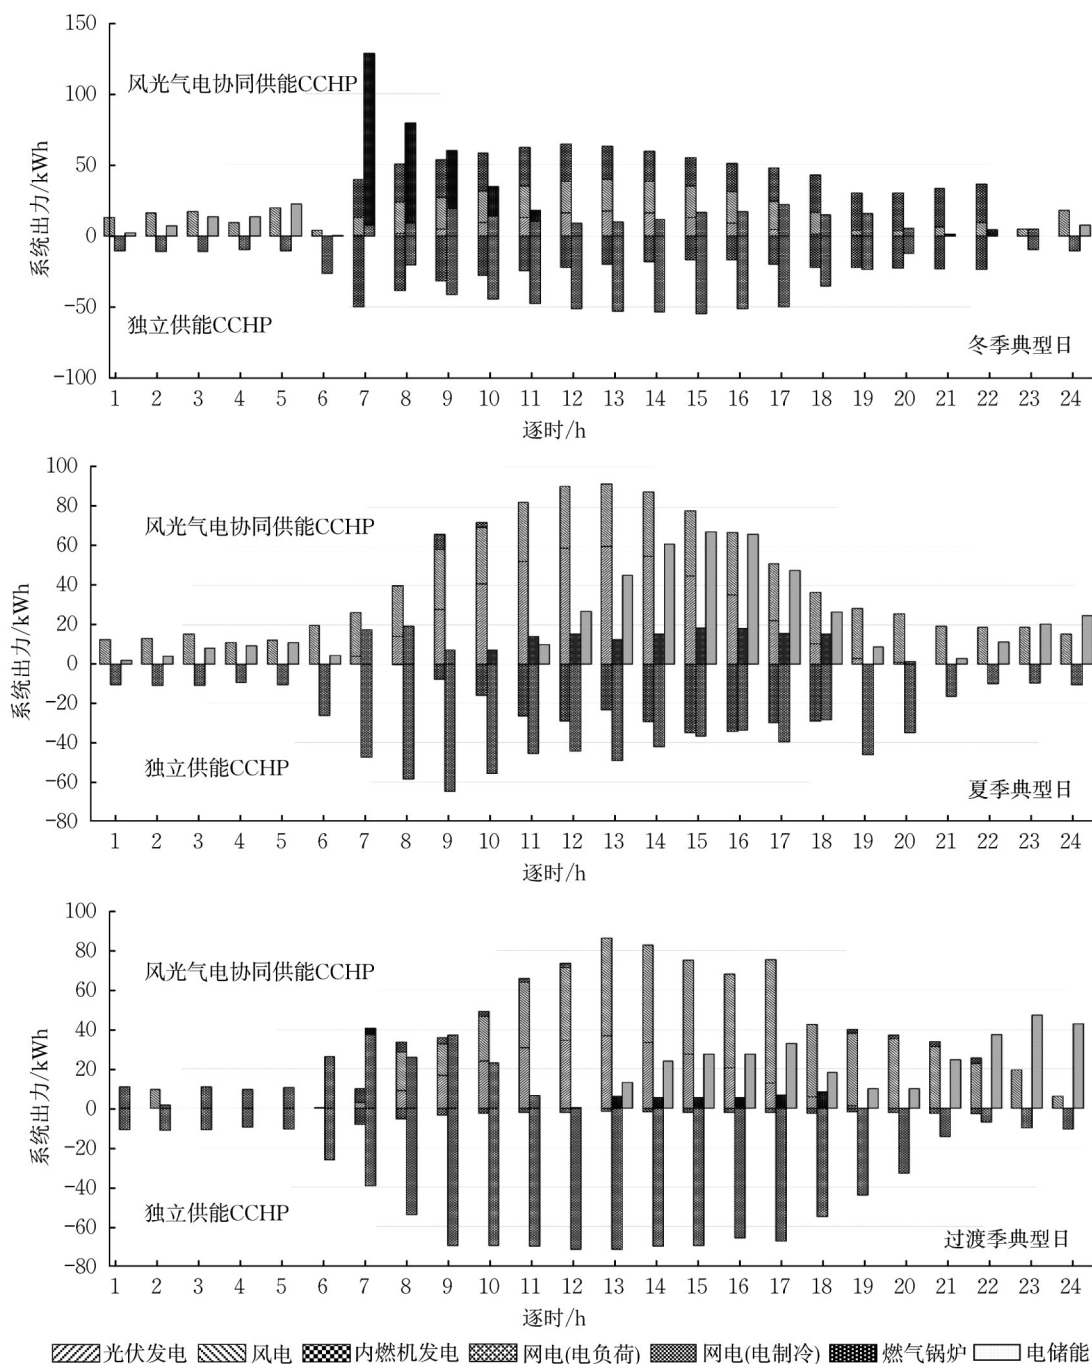 150
100
50
0
-50
-100
系统出力/kWh
风光气电协同供能CCHP
独立供能CCHP
冬季典型日
1 2 3 4 5 6 7 8 9 10 11 12 13 14 15 16 17 18 19 20 21 22 23 24
逐时/h
100
80
60
40
20
0
-20
-40
-60
-80
系统出力/kWh
风光气电协同供能CCHP
独立供能CCHP
夏季典型日
1 2 3 4 5 6 7 8 9 10 11 12 13 14 15 16 17 18 19 20 21 22 23 24
逐时/h
100
80
60
40
20
0
-20
-40
-60
-80
系统出力/kWh
风光气电协同供能CCHP
独立供能CCHP
过渡季典型日
1 2 3 4 5 6 7 8 9 10 11 12 13 14 15 16 17 18 19 20 21 22 23 24
逐时/h
光伏发电 风电 内燃机发电 网电(电负荷) 网电(电制冷) 燃气锅炉 电储能